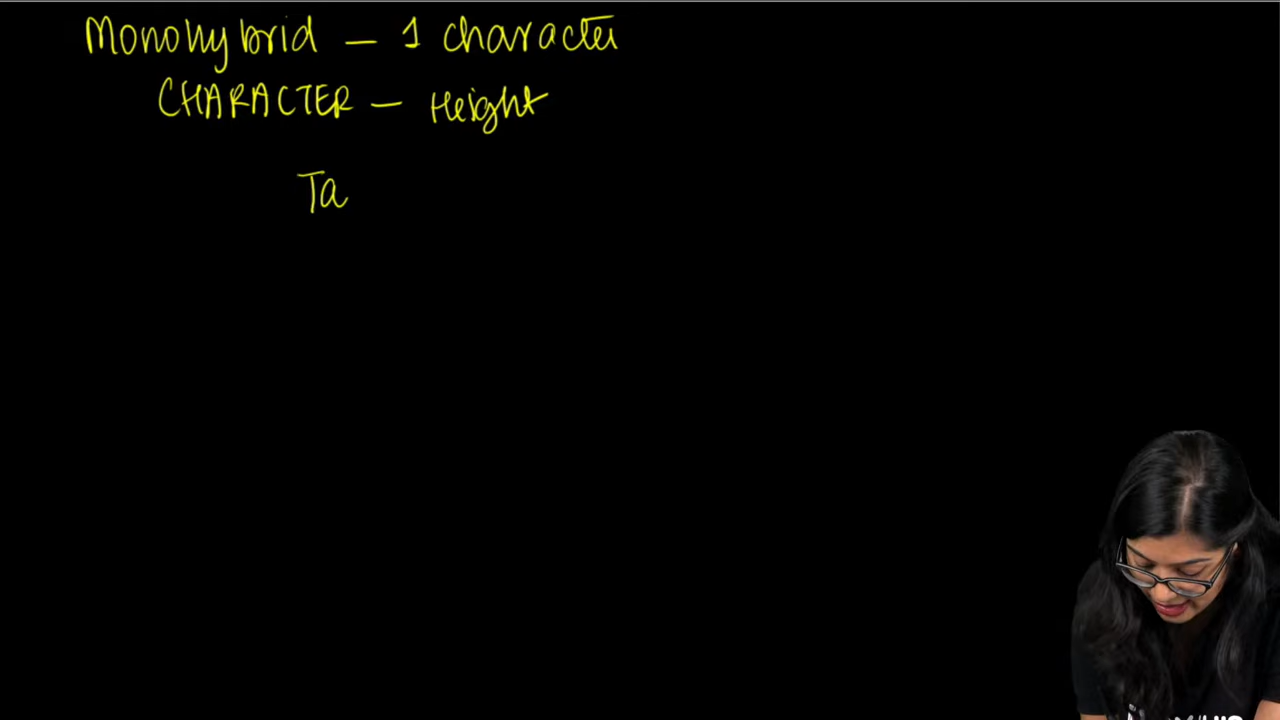 Monohybrid – 1 character
CHARACTER – Height
Ta